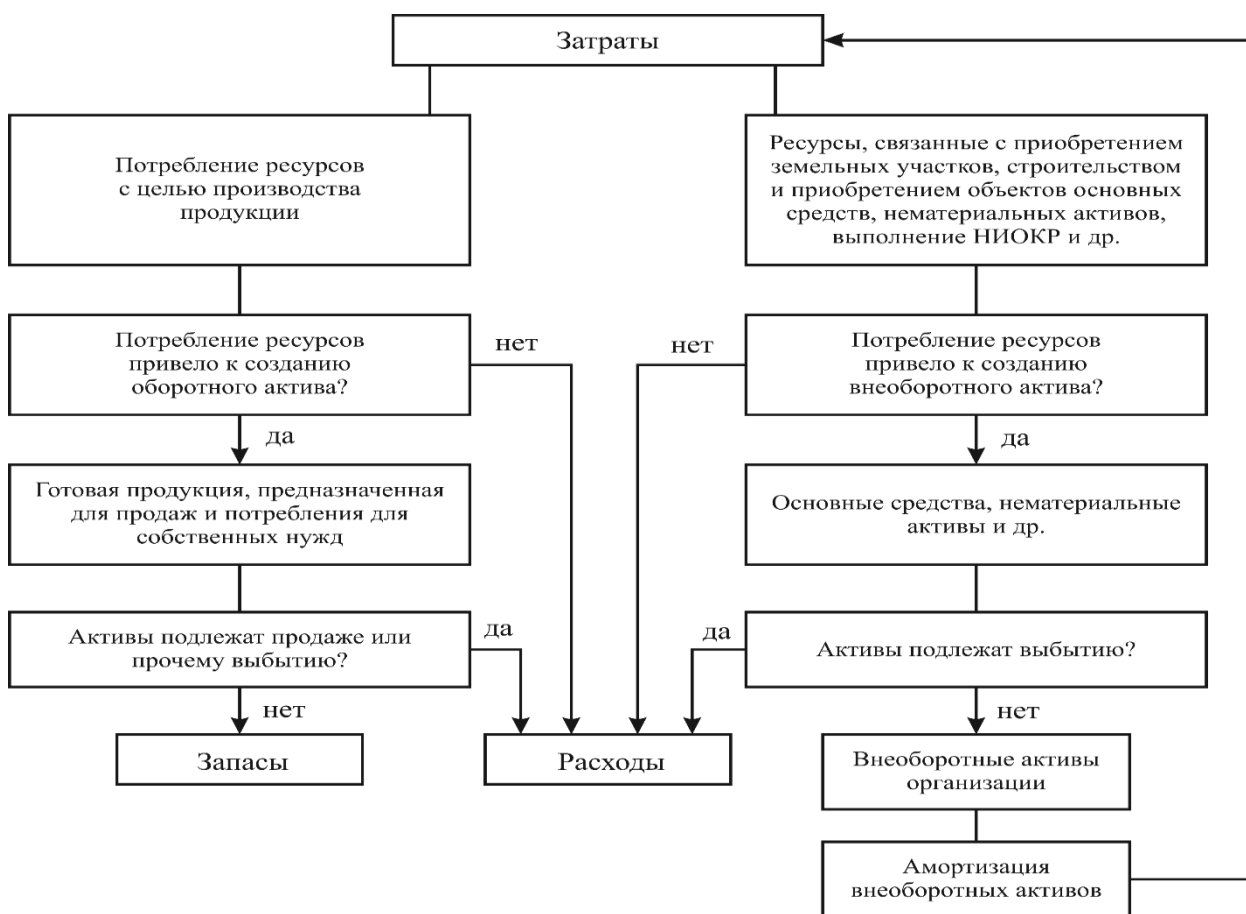 Затраты
Потребление ресурсов
с целью производства
продукции
Ресурсы, связанные с приобретением
земельных участков, строительством
и приобретением объектов основных
средств, нематериальных активов,
выполнение НИОКР и др.
Потребление ресурсов
привело к созданию
оборотного актива?
нет
нет
Потребление ресурсов
привело к созданию
внеоборотного актива?
да
да
Готовая продукция, предназначенная
для продаж и потребления для
собственных нужд
Основные средства, нематериальные
активы и др.
Активы подлежат продаже или
прочему выбытию?
да
да
Активы подлежат выбытию?
нет
нет
Запасы
Расходы
Внеоборотные активы
организации
Амортизация
внеоборотных активов